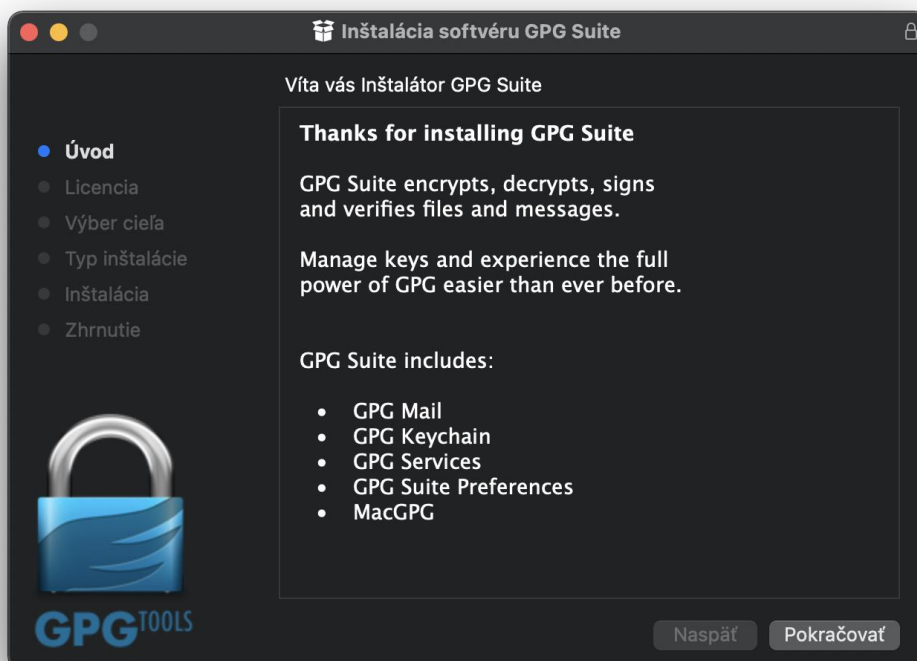 Inštalácia softvéru GPG Suite
Víta vás Inštalátor GPG Suite
Úvod
Licencia
Výber cieľa
Typ inštalácie
Inštalácia
Zhrnutie
Thanks for installing GPG Suite
GPG Suite encrypts, decrypts, signs
and verifies files and messages.
Manage keys and experience the full
power of GPG easier than ever before.
GPG Suite includes:
• GPG Mail
• GPG Keychain
• GPG Services
• GPG Suite Preferences
• MacGPG
GPGTOOLS
Naspäť
Pokračovať